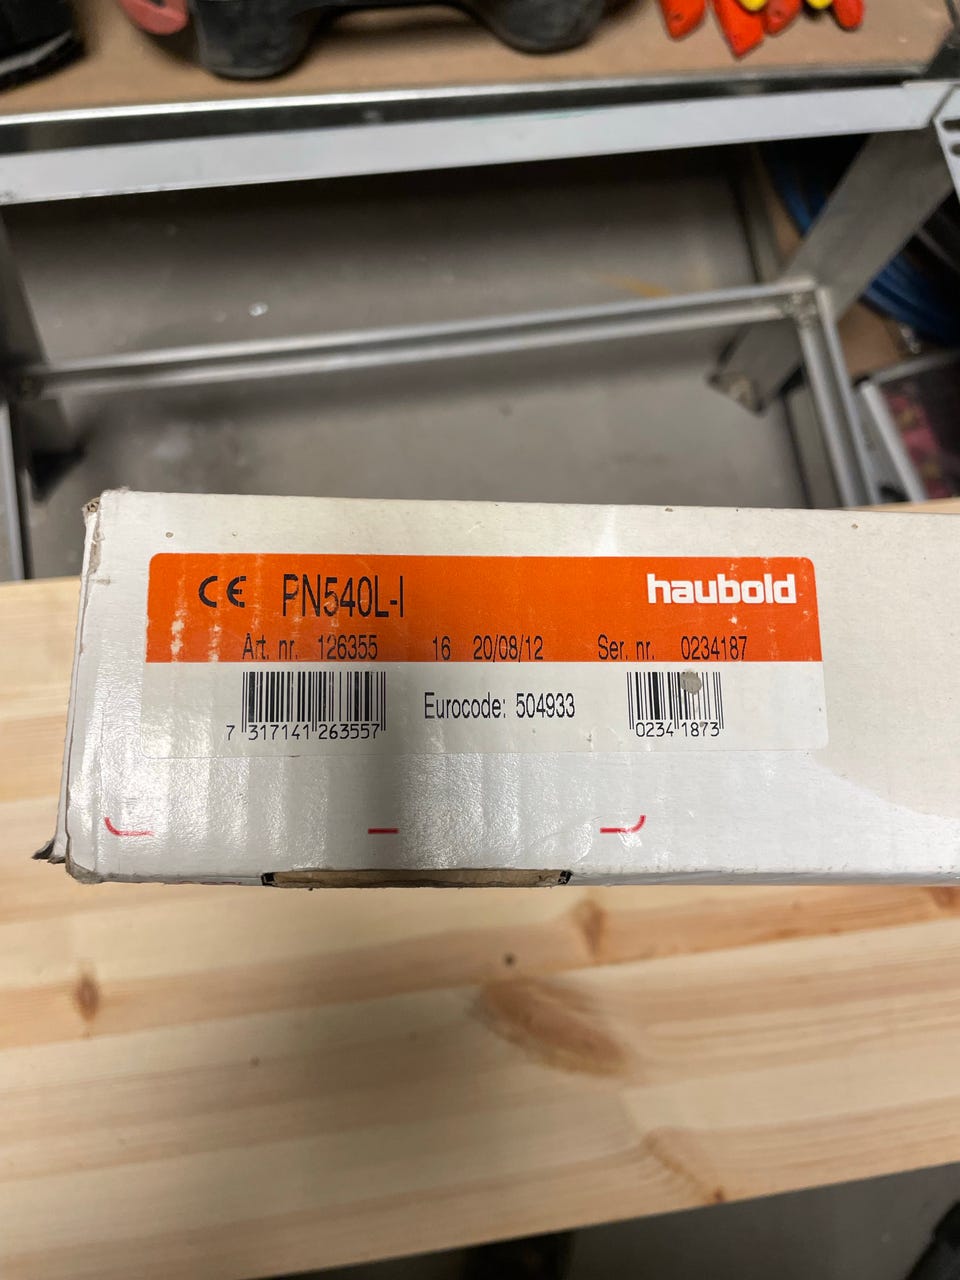 CE PN540L-I haubold
Art. nr. 126355 16 20/08/12 Ser. nr. 0234187
Eurocode: 504933
7 317141 263557 0234 1873